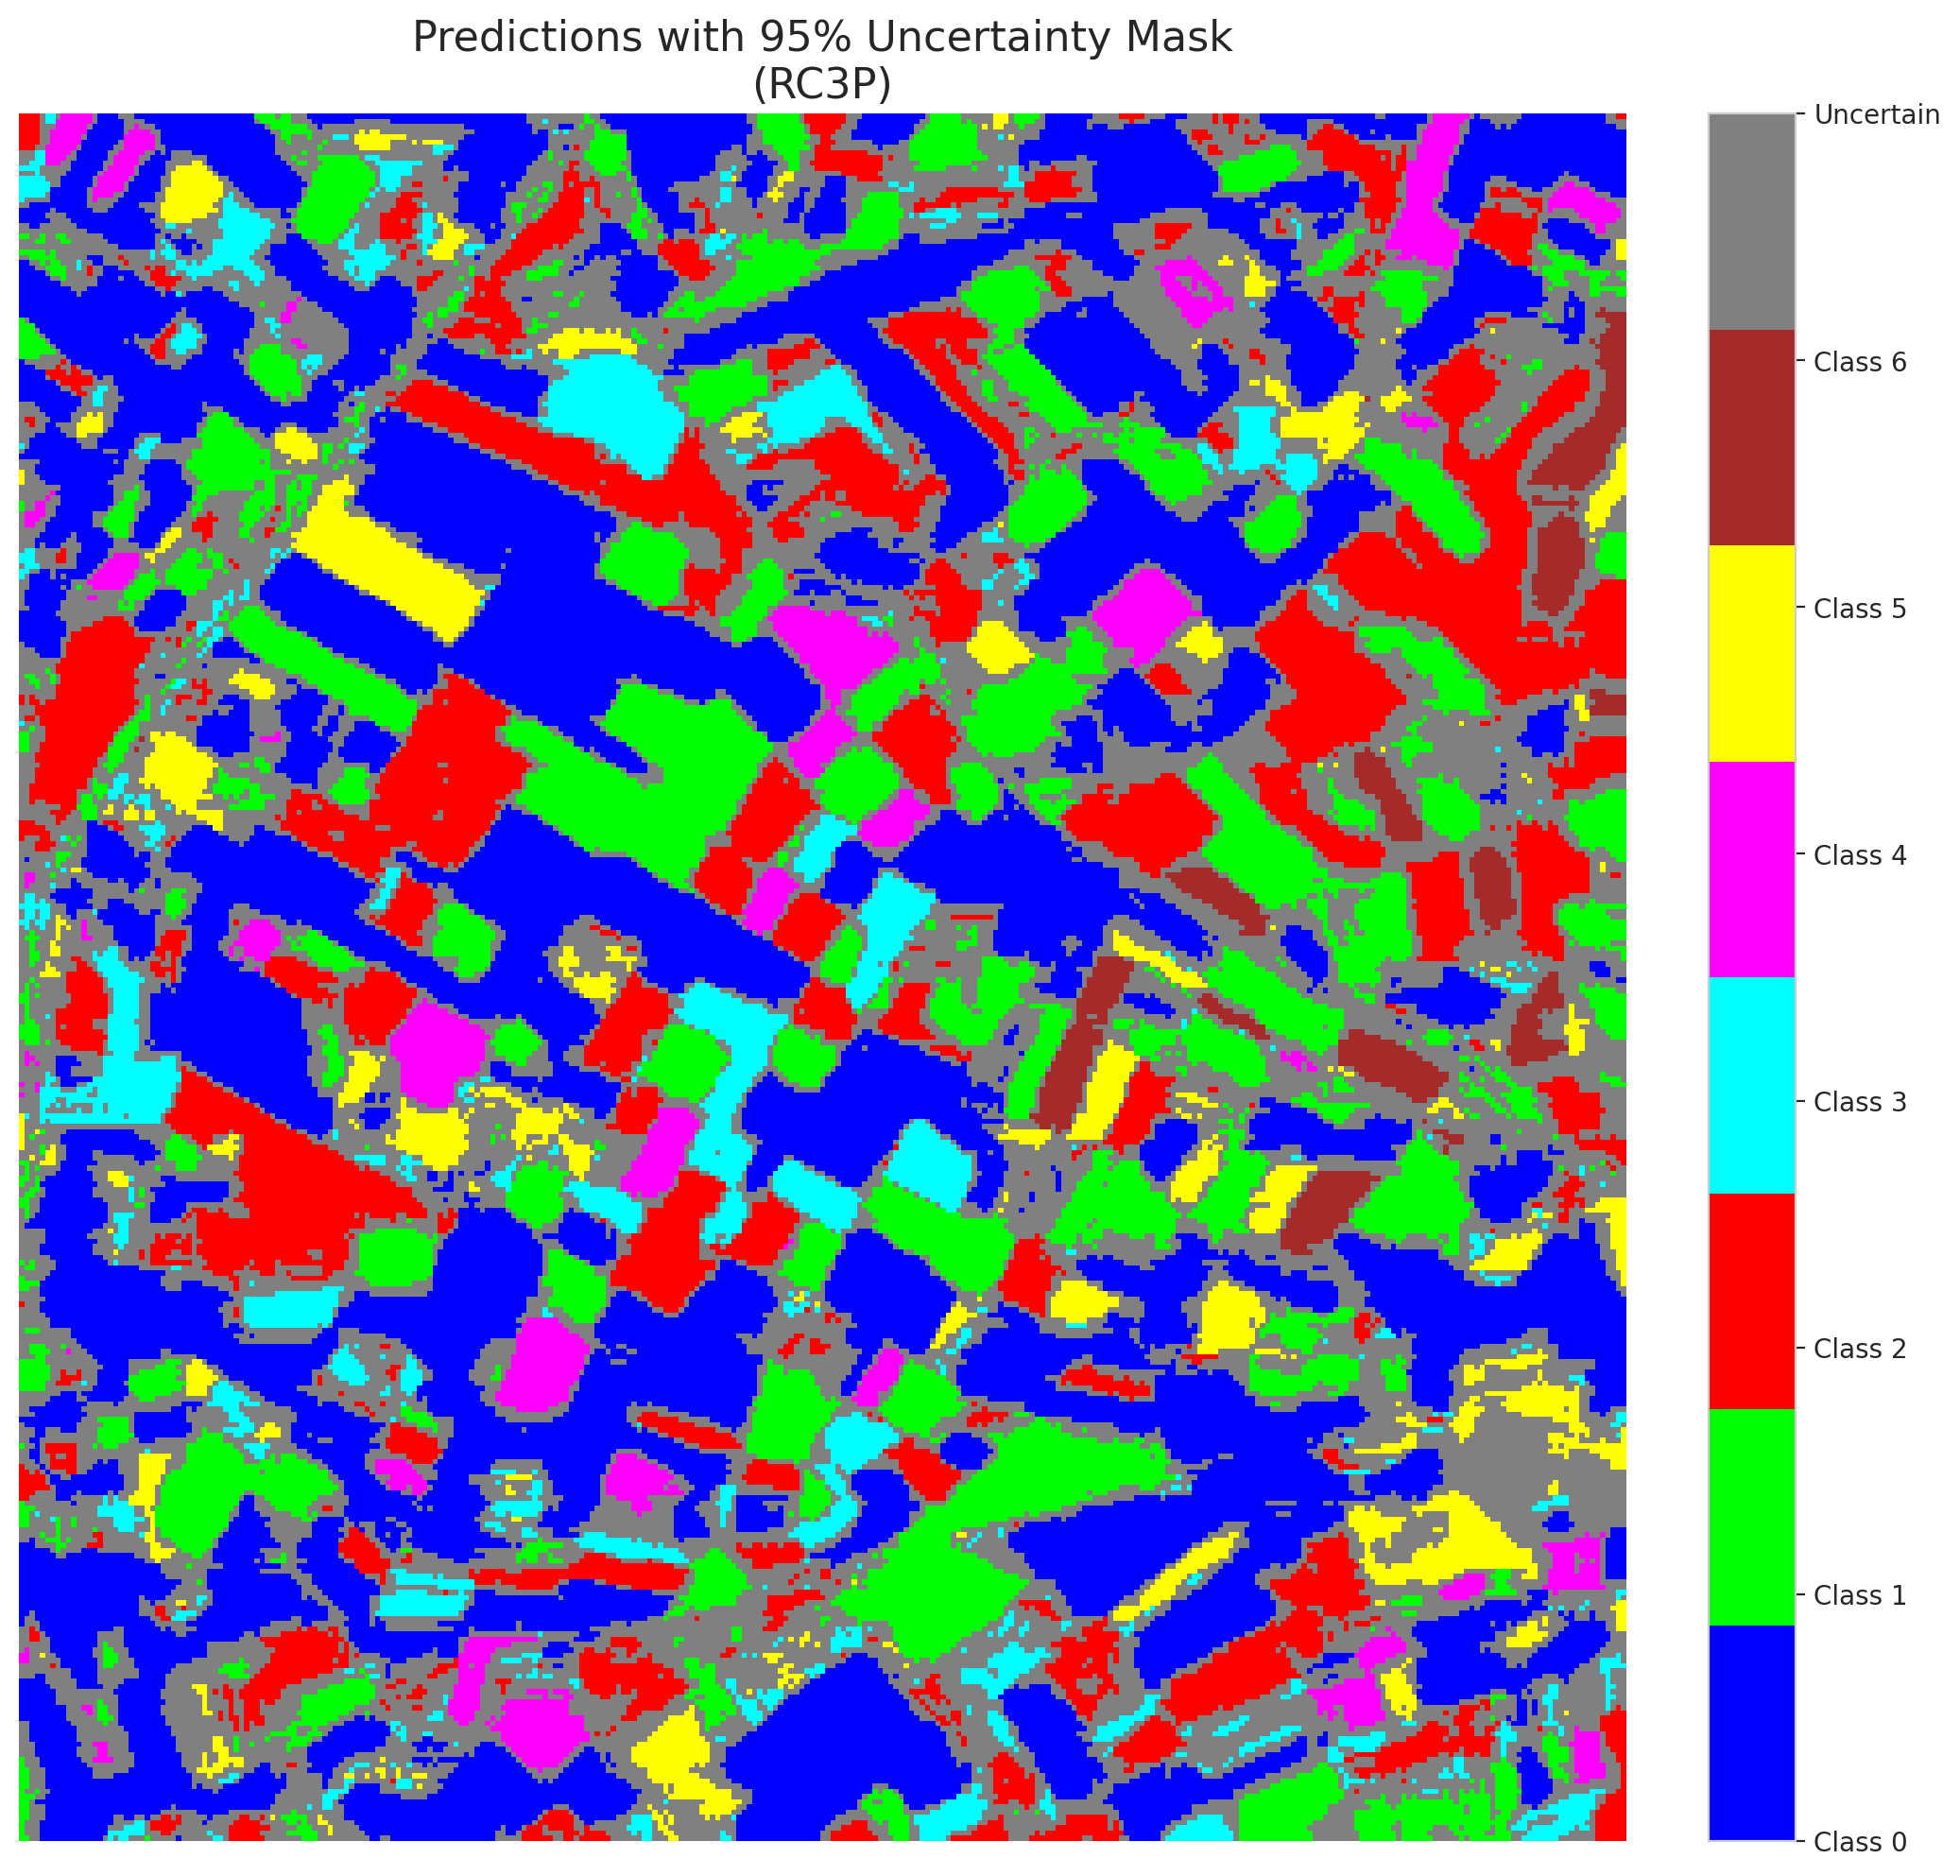 Predictions with 95% Uncertainty Mask
(RC3P)
Uncertain
Class 6
Class 5
Class 4
Class 3
Class 2
Class 1
Class 0